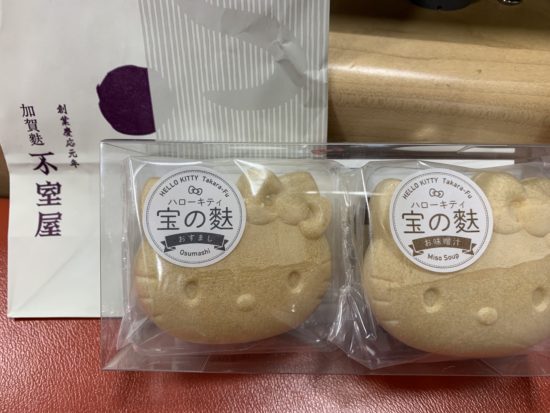 創業慶応元年
加賀麩 不室屋
HELLO KITTY Takara-Fu
ハローキティ
宝の麩
おすまし
Osumashi
HELLO KITTY Takara-Fu
ハローキティ
宝の麩
お味噌汁
Miso Soup